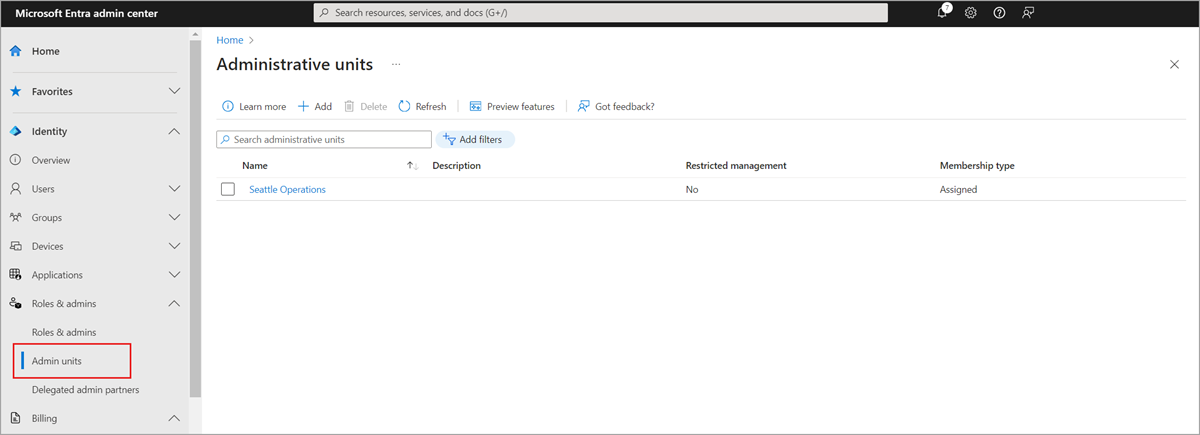 Microsoft Entra admin center
Search resources, services, and docs (G+/)
7
Home
Favorites
Identity
Overview
Users
Groups
Devices
Applications
Roles & admins
Roles & admins
Admin units
Delegated admin partners
Billing
Home >
Administrative units ...
Learn more + Add Delete Refresh Preview features Got feedback?
Search administrative units Add filters
Name Description Restricted management Membership type
Seattle Operations No Assigned